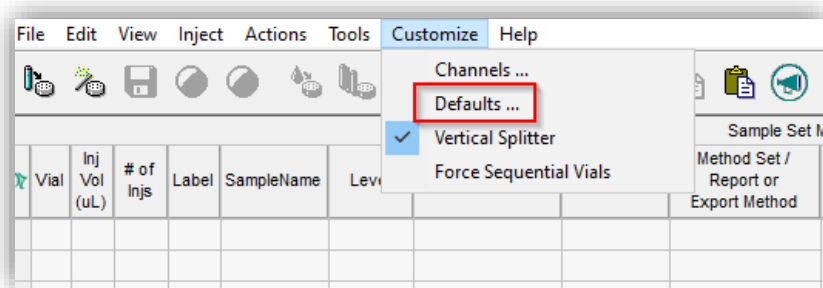 File Edit View Inject Actions Tools Customize Help
Channels ...
Defaults ...
Vertical Splitter
Force Sequential Vials
Sample Set
Vial
Inj
Vol
(uL)
# of
Injs
Label
SampleName
Method Set /
Report or
Export Method